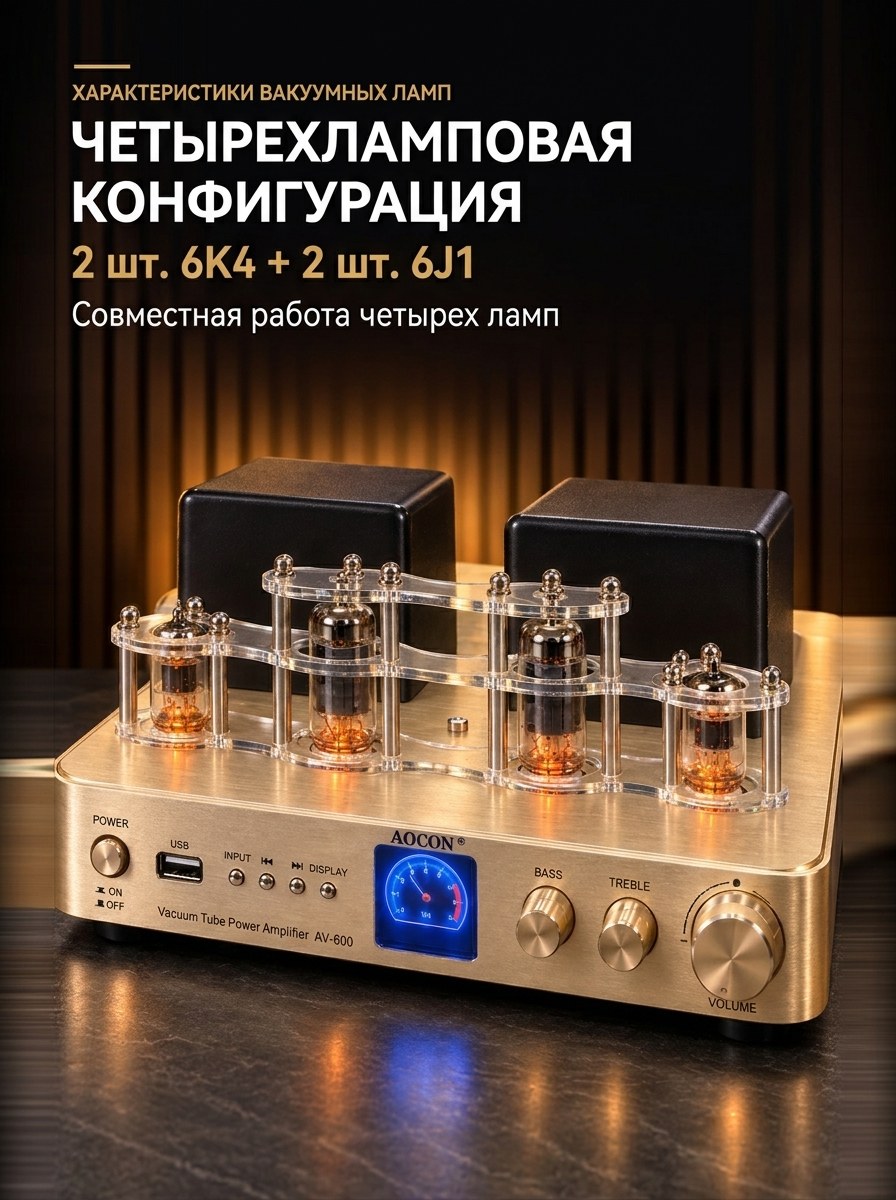 ХАРАКТЕРИСТИКИ ВАКУУМНЫХ ЛАМП
ЧЕТЫРЕХЛАМПОВАЯ
КОНФИГУРАЦИЯ
2 шт. 6K4 + 2 шт. 6J1
Совместная работа четырех ламп
POWER
ON
OFF
USB
INPUT
DISPLAY
Vacuum Tube Power Amplifier AV-600
AOCON
BASS
TREBLE
VOLUME